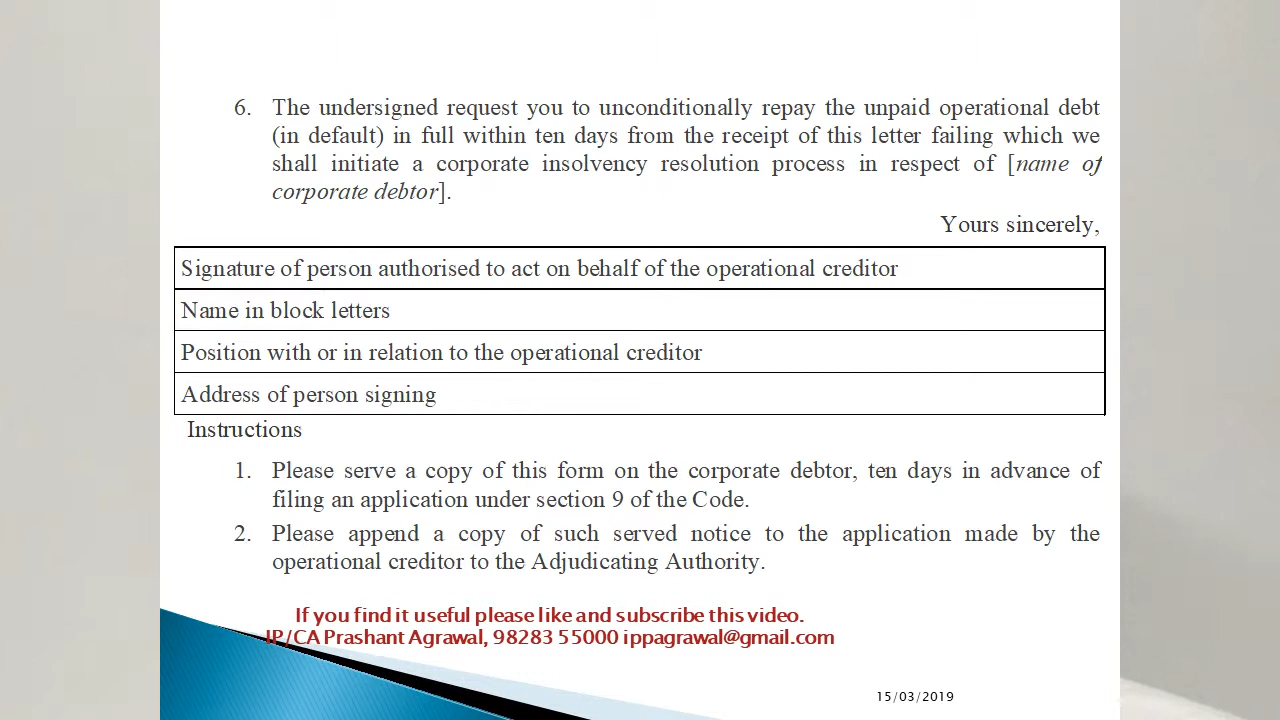 6. The undersigned request you to unconditionally repay the unpaid operational debt
(in default) in full within ten days from the receipt of this letter failing which we
shall initiate a corporate insolvency resolution process in respect of [name of
corporate debtor].
Yours sincerely,
Signature of person authorised to act on behalf of the operational creditor
Name in block letters
Position with or in relation to the operational creditor
Address of person signing
Instructions
1. Please serve a copy of this form on the corporate debtor, ten days in advance of
filing an application under section 9 of the Code.
2. Please append a copy of such served notice to the application made by the
operational creditor to the Adjudicating Authority.
If you find it useful please like and subscribe this video.
IP/CA Prashant Agrawal, 98283 55000 ippagrawal@gmail.com
15/03/2019